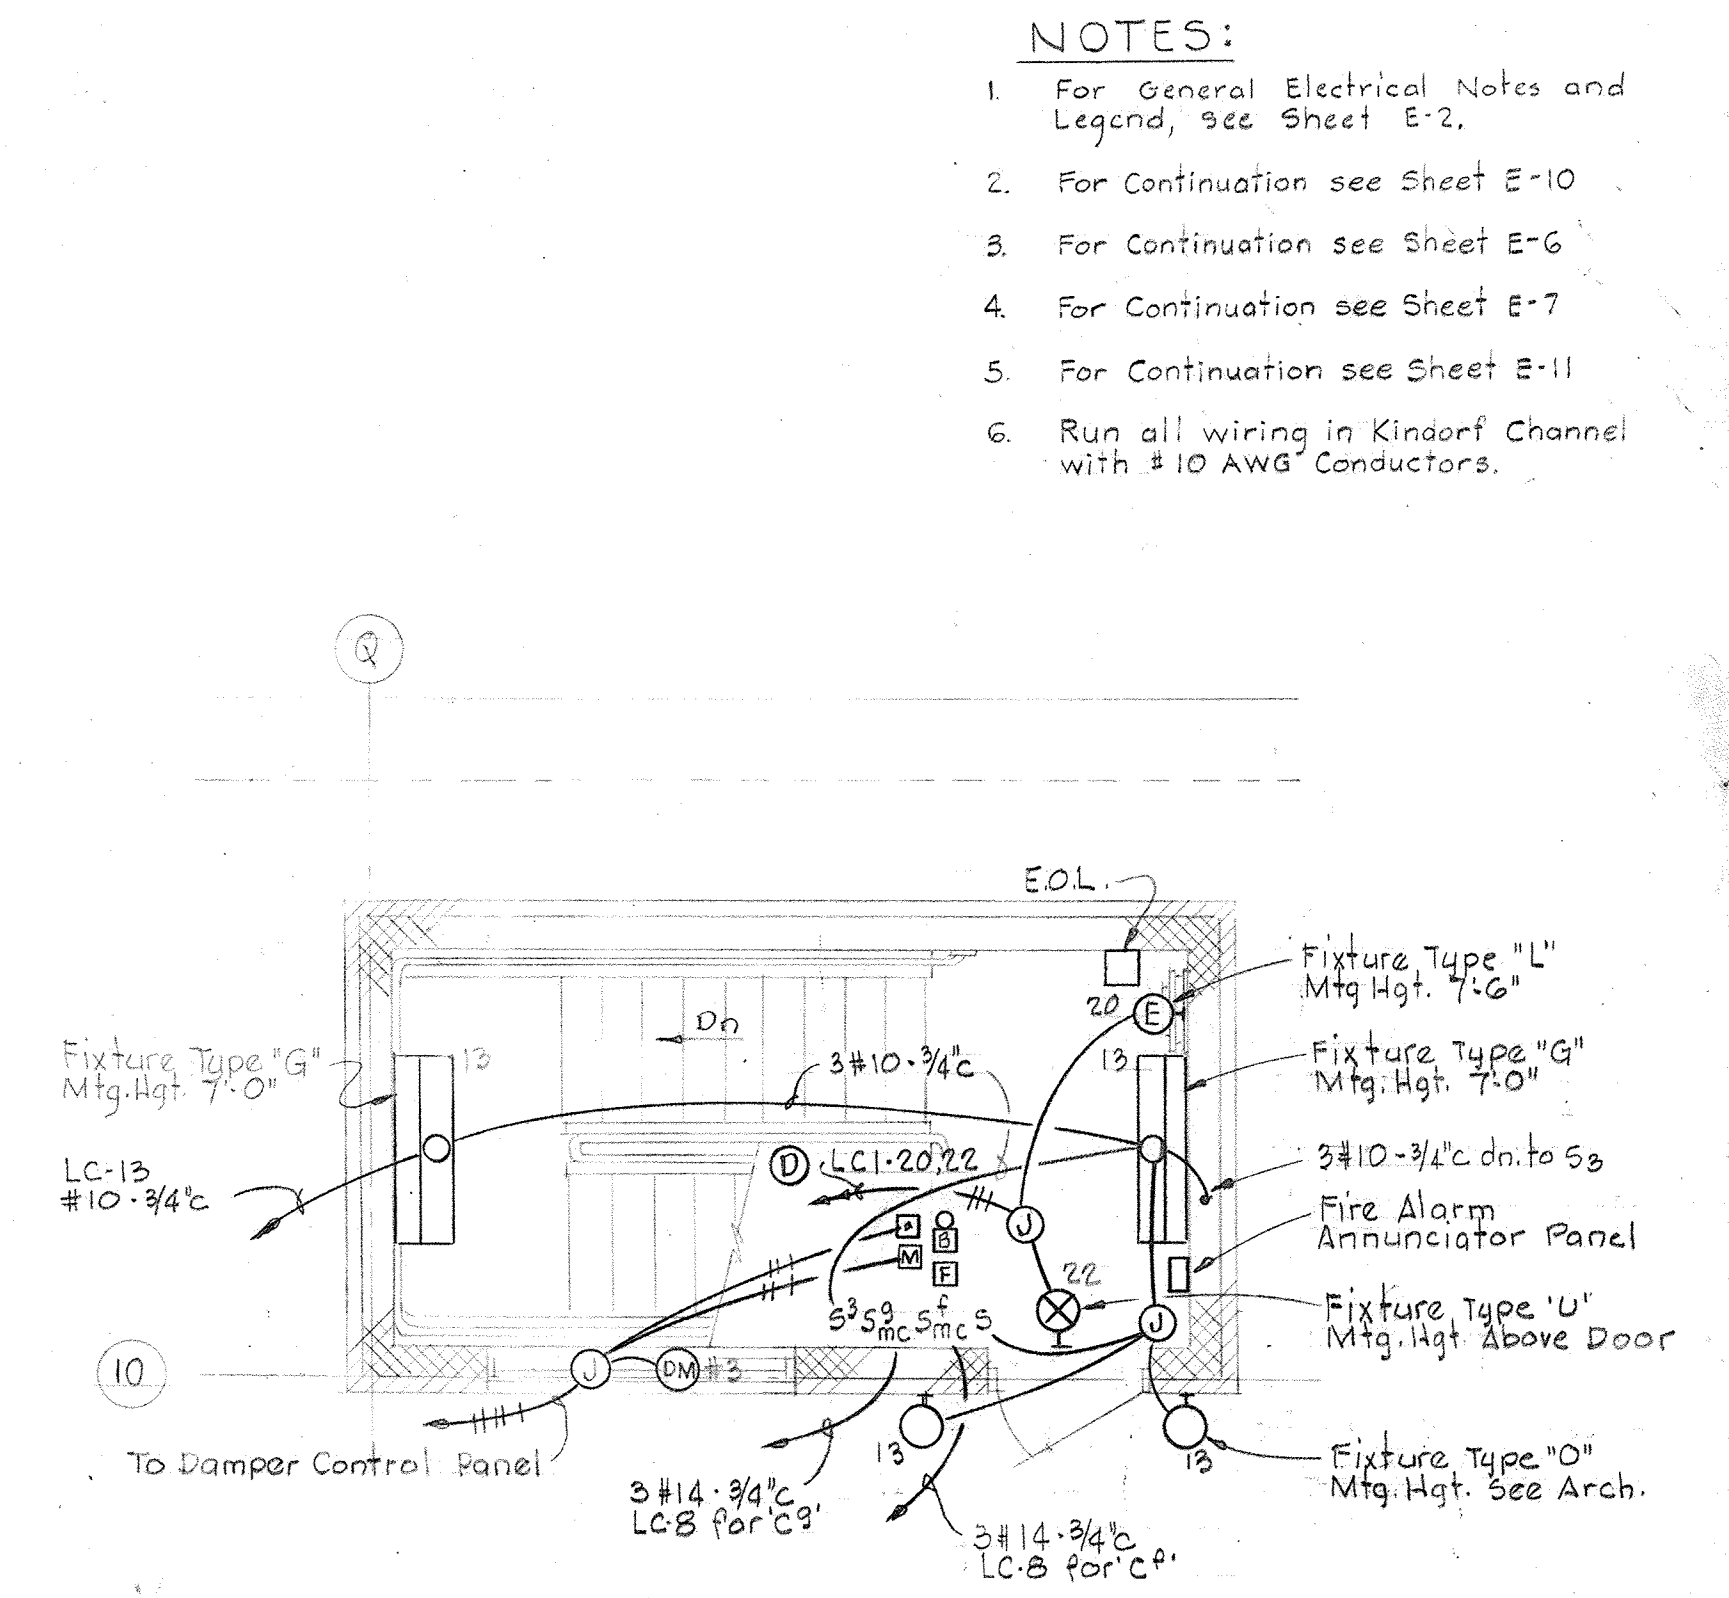 NOTES:
1. For General Electrical Notes and
Legend, see Sheet E-2.
2. For Continuation see Sheet E-10
3. For Continuation see Sheet E-6
4. For Continuation see Sheet E-7
5. For Continuation see Sheet E-11
6. Run all wiring in Kindorf Channel
with #10 AWG Conductors.
Q
E.O.L.
Fixture Type "L"
Mtg Hgt. 7'-6"
20
E
Dn
Fixture Type "G"
Mtg. Hgt. 7'-0"
13
3#10-3/4"c
13
Fixture Type "G"
Mtg. Hgt. 7'-0"
LC-13
#10-3/4"c
D
LC1-20,22
3#10-3/4"c dn. to S3
J
B
M
F
Fire Alarm
Annunciator Panel
22
S³ S g mc S f mc S
J
Fixture Type 'U'
Mtg. Hgt Above Door
10
J
DM
#3
To Damper Control Panel
13
13
Fixture Type "O"
Mtg. Hgt. See Arch.
3#14-3/4"c
LC-8 for 'Cg'
3#14-3/4"c
LC-8 for 'Cf'